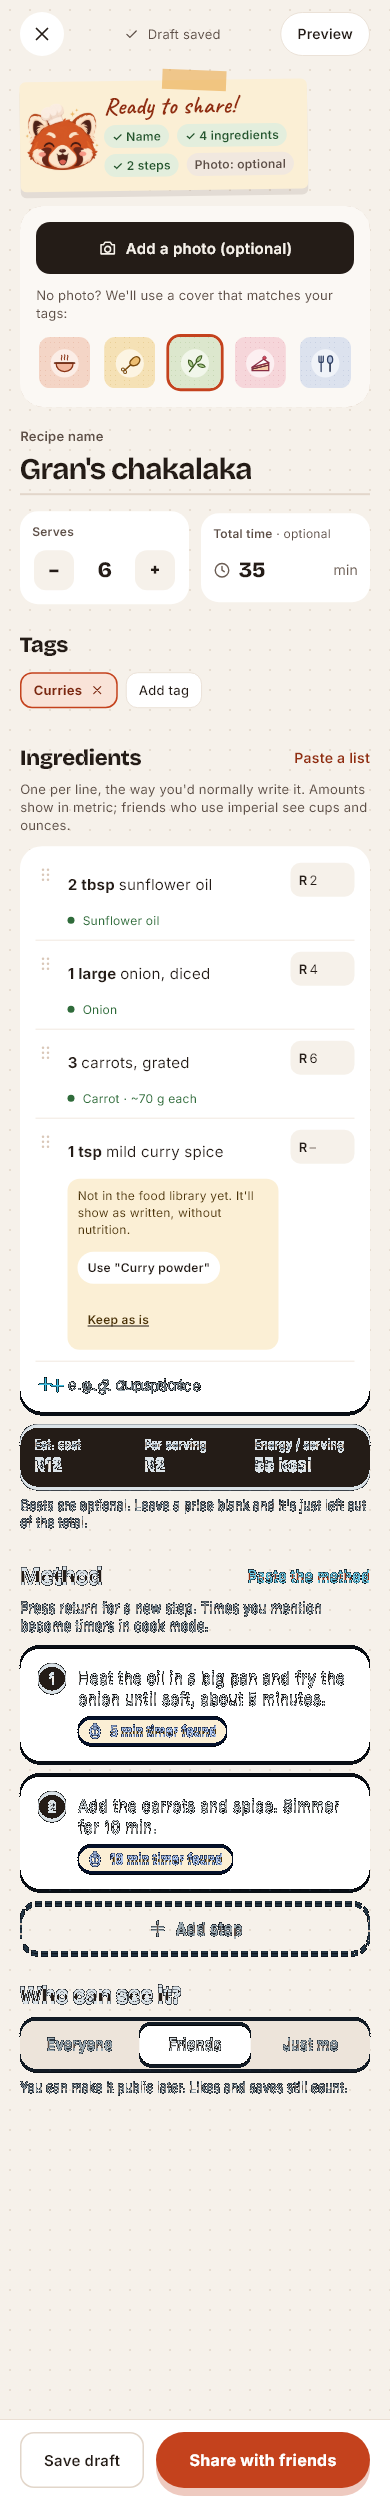 Draft saved
Preview
Ready to share!
✓ Name
✓ 4 ingredients
✓ 2 steps
Photo: optional
Add a photo (optional)
No photo? We'll use a cover that matches your
tags:
Recipe name
Gran's chakalaka
Serves
Total time · optional
– 6 +
35 min
Tags
Curries ×
Add tag
Ingredients
Paste a list
One per line, the way you'd normally write it. Amounts
show in metric; friends who use imperial see cups and
ounces.
2 tbsp sunflower oil
R 2
Sunflower oil
1 large onion, diced
R 4
Onion
3 carrots, grated
R 6
Carrot · ~70 g each
1 tsp mild curry spice
R –
Not in the food library yet. It'll
show as written, without
nutrition.
Use "Curry powder"
Keep as is
Est. cost
Per serving
Energy / serving
R12
R2
kcal
Costs are optional. Leave a price blank and it's just left out
of the total.
Method
Paste the method
Press return for a new step. Times you mention
become timers in cook mode.
1
Heat the oil in a big pan and fry the
onion until soft, about 5 minutes.
5 min timer found
2
Add the carrots and spice. Simmer
for 10 min.
10 min timer found
+ Add step
Who can see it?
Everyone
Friends
Just me
You can make it public later. Likes and saves still count.
Save draft
Share with friends